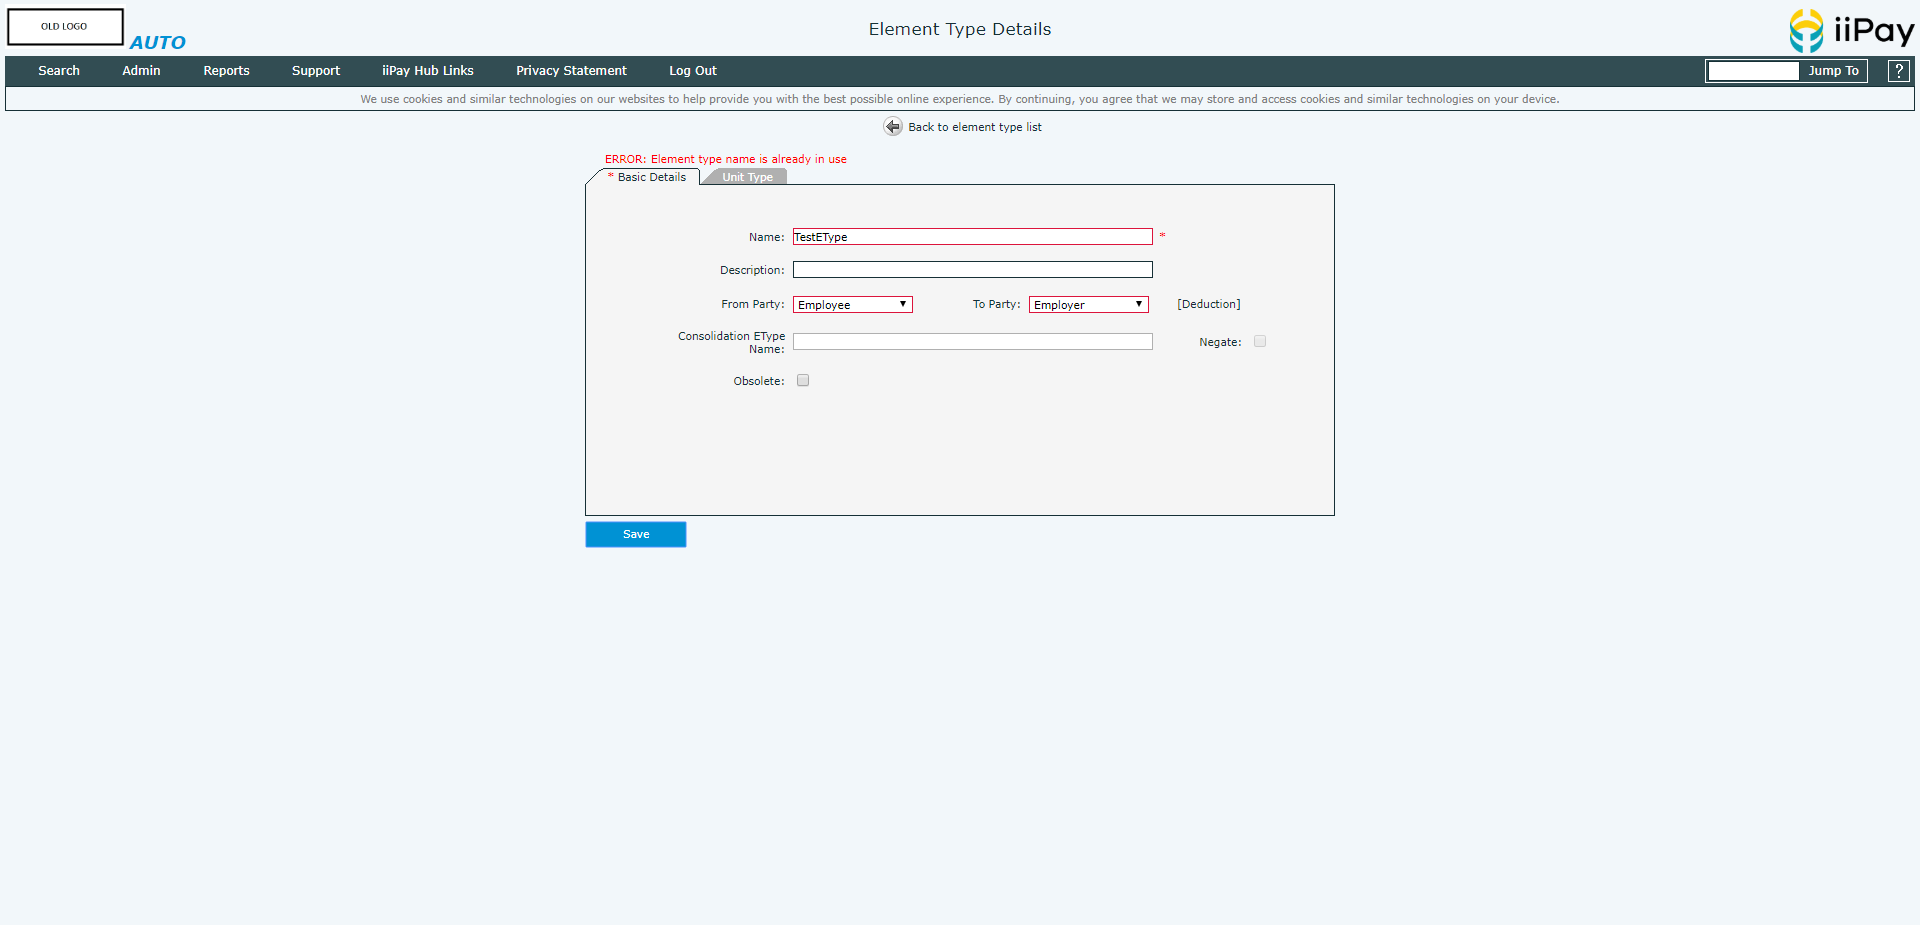 OLD LOGO
AUTO
Element Type Details
iiPay
Search Admin Reports Support iiPay Hub Links Privacy Statement Log Out Jump To ?
We use cookies and similar technologies on our websites to help provide you with the best possible online experience. By continuing, you agree that we may store and access cookies and similar technologies on your device.
Back to element type list
ERROR: Element type name is already in use
* Basic Details Unit Type
Name: TestEType *
Description:
From Party: Employee To Party: Employer [Deduction]
Consolidation EType
Name: Negate:
Obsolete:
Save